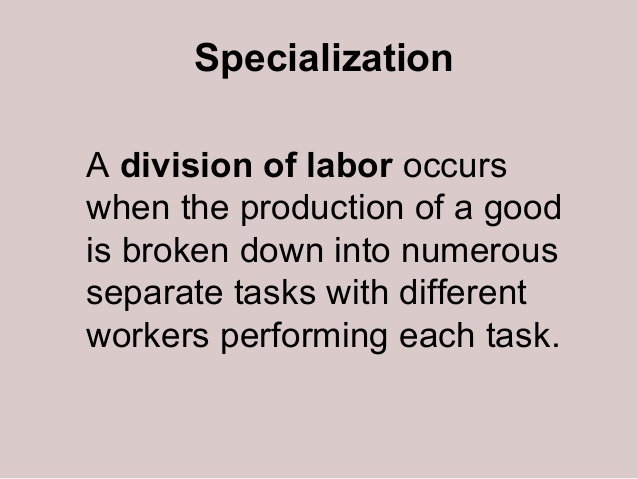 Specialization
A division of labor occurs
when the production of a good
is broken down into numerous
separate tasks with different
workers performing each task.